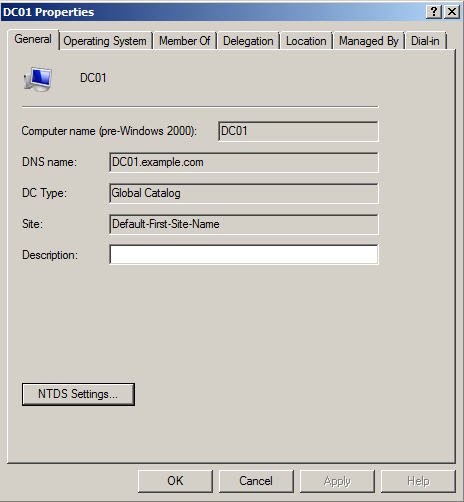 DC01 Properties
General Operating System Member Of Delegation Location Managed By Dial-in
DC01
Computer name (pre-Windows 2000): DC01
DNS name: DC01.example.com
DC Type: Global Catalog
Site: Default-First-Site-Name
Description:
NTDS Settings...
OK Cancel Apply Help